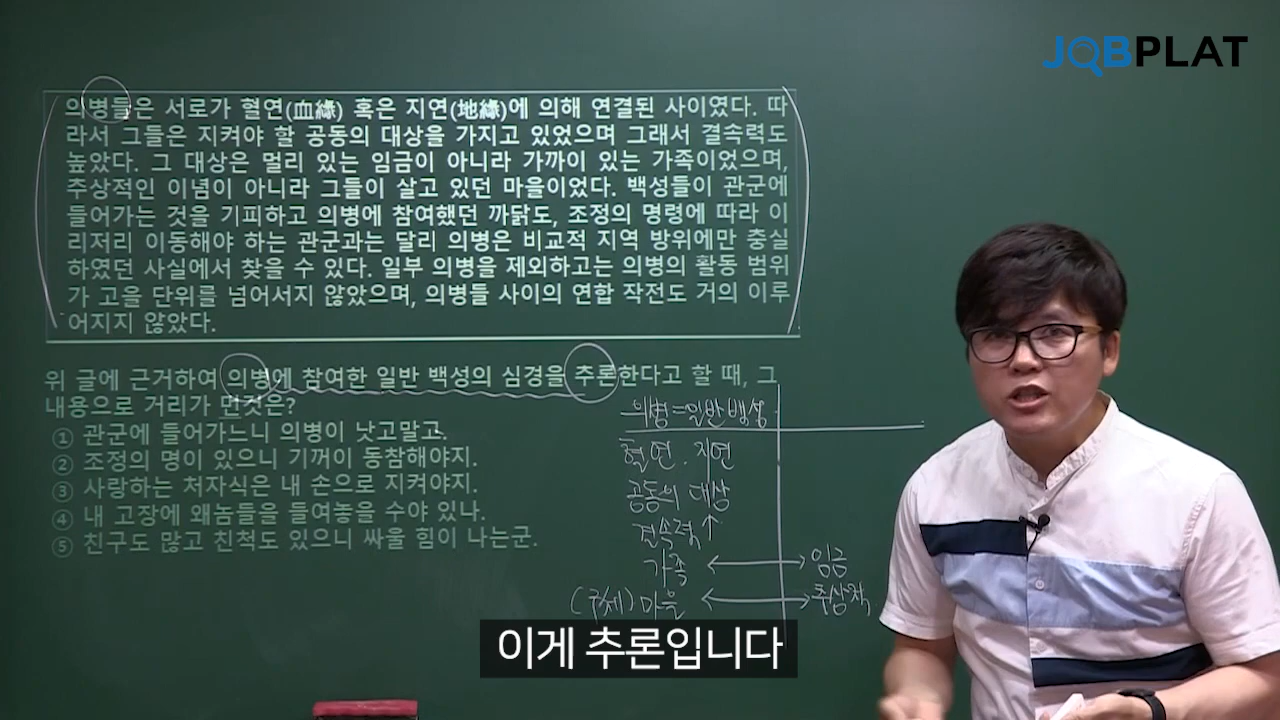 JOBPLAT
의병들은 서로가 혈연(血緣) 혹은 지연(地緣)에 의해 연결된 사이였다. 따
라서 그들은 지켜야 할 공동의 대상을 가지고 있었으며 그래서 결속력도
높았다. 그 대상은 멀리 있는 임금이 아니라 가까이 있는 가족이었으며,
추상적인 이념이 아니라 그들이 살고 있던 마을이었다. 백성들이 관군에
들어가는 것을 기피하고 의병에 참여했던 까닭도, 조정의 명령에 따라 이
리저리 이동해야 하는 관군과는 달리 의병은 비교적 지역 방위에만 충실
하였던 사실에서 찾을 수 있다. 일부 의병을 제외하고는 의병의 활동 범위
가 고을 단위를 넘어서지 않았으며, 의병들 사이의 연합 작전도 거의 이루
어지지 않았다.
위 글에 근거하여 의병에 참여한 일반 백성의 심경을 추론한다고 할 때, 그
내용으로 거리가 먼것은?
① 관군에 들어가느니 의병이 낫고말고.
② 조정의 명이 있으니 기꺼이 동참해야지.
③ 사랑하는 처자식은 내 손으로 지켜야지.
④ 내 고장에 왜놈들을 들여놓을 수야 있나.
⑤ 친구도 많고 친척도 있으니 싸울 힘이 나는군.
의병=일반백성
혈연. 지연
공동의 대상
결속력↑
가족 ↔ 임금
(구체) 마을 ↔ 추상적
이게 추론입니다